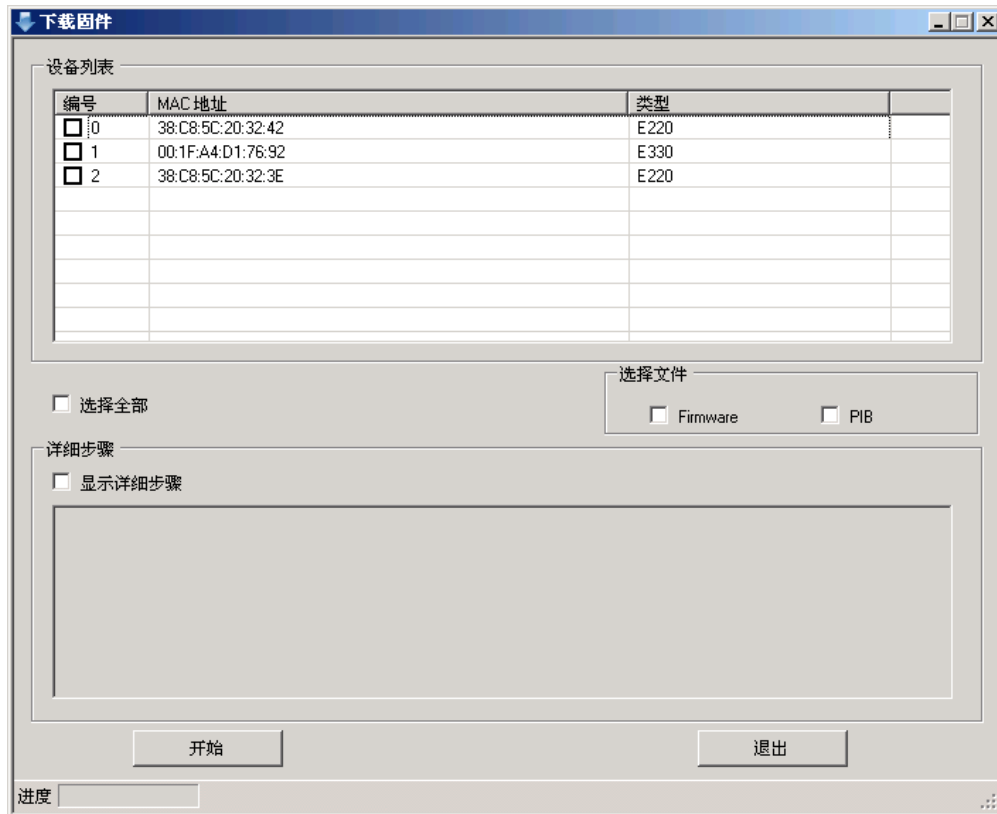 下载固件
设备列表
编号 MAC 地址 类型
0 38:C8:5C:20:32:42 E220
1 00:1F:A4:D1:76:92 E330
2 38:C8:5C:20:32:3E E220
选择文件
选择全部 Firmware PIB
详细步骤
显示详细步骤
开始 退出
进度